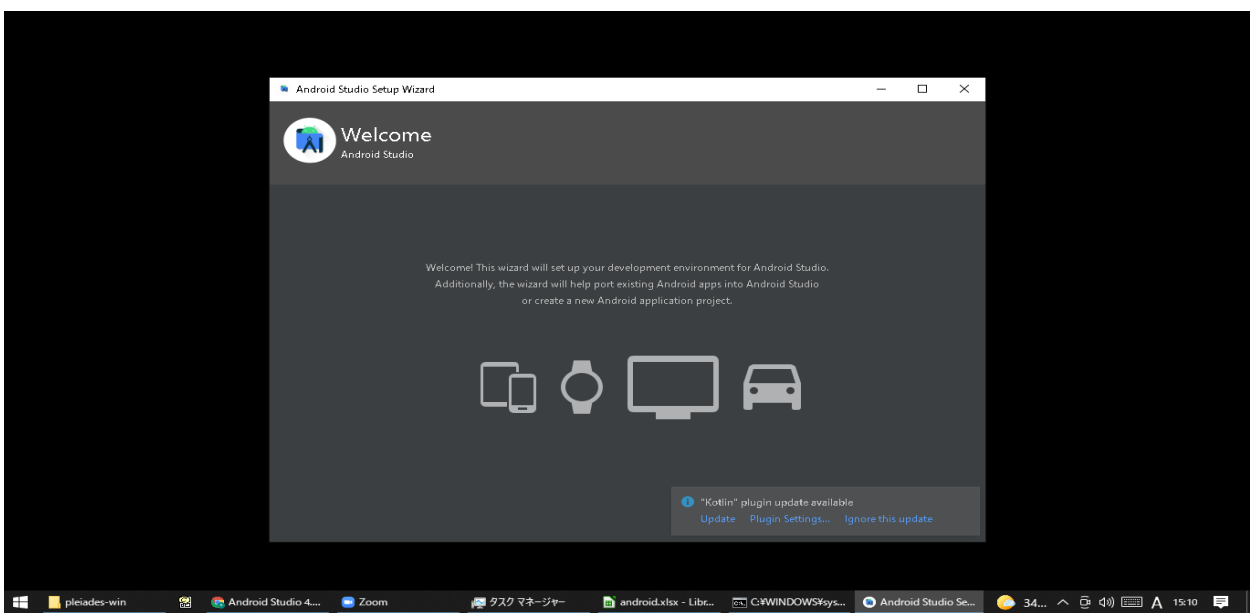 Android Studio Setup Wizard
Welcome
Android Studio
Welcome! This wizard will set up your development environment for Android Studio.
Additionally, the wizard will help port existing Android apps into Android Studio
or create a new Android application project.
"Kotlin" plugin update available
Update Plugin Settings... Ignore this update
pleiades-win Android Studio 4.... Zoom タスク マネージャー android.xlsx - Libr... C:¥WINDOWS¥sys... Android Studio Se... 34... A 15:10